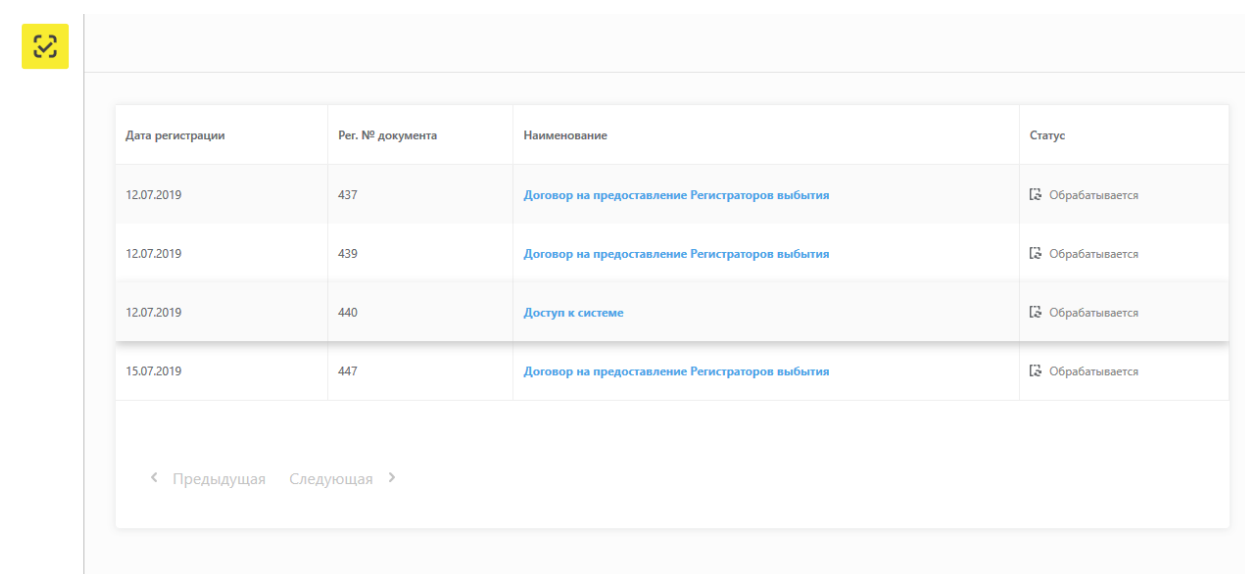 Дата регистрации Рег. № документа Наименование Статус
12.07.2019 437 Договор на предоставление Регистраторов выбытия Обрабатывается
12.07.2019 439 Договор на предоставление Регистраторов выбытия Обрабатывается
12.07.2019 440 Доступ к системе Обрабатывается
15.07.2019 447 Договор на предоставление Регистраторов выбытия Обрабатывается
Предыдущая Следующая